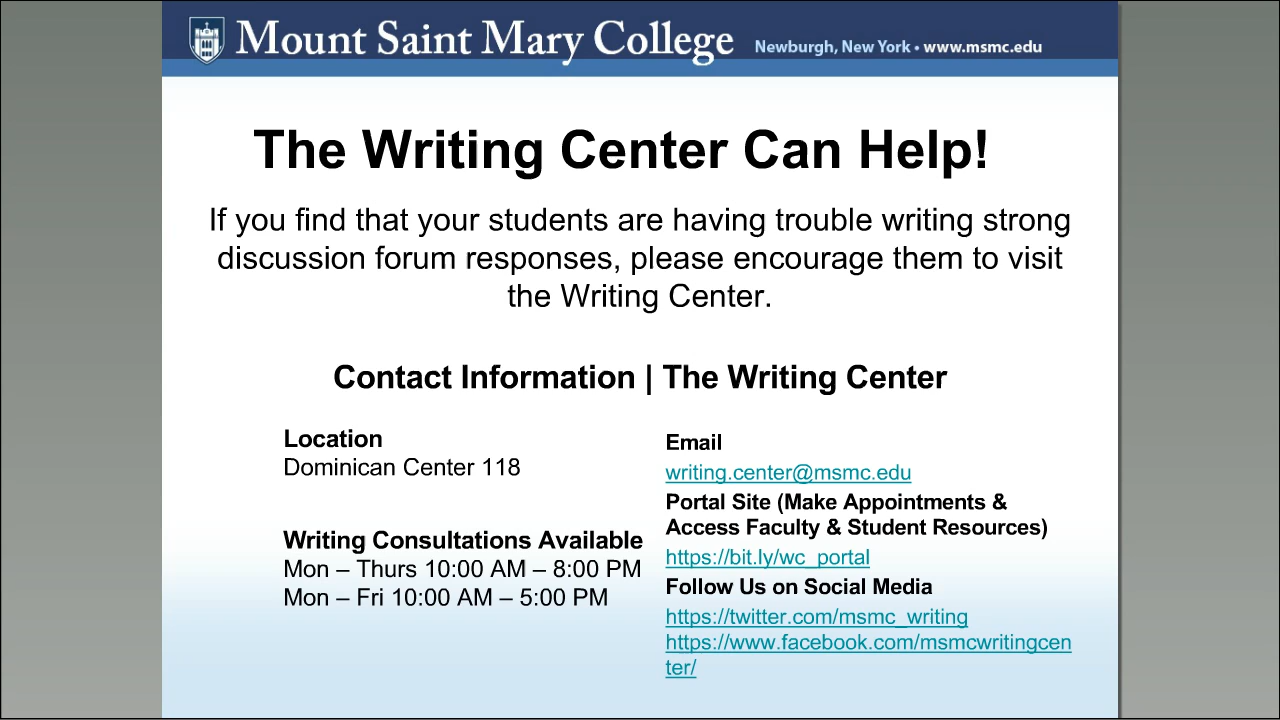 Mount Saint Mary College Newburgh, New York • www.msmc.edu
The Writing Center Can Help!
If you find that your students are having trouble writing strong
discussion forum responses, please encourage them to visit
the Writing Center.
Contact Information | The Writing Center
Location
Dominican Center 118
Writing Consultations Available
Mon – Thurs 10:00 AM – 8:00 PM
Mon – Fri 10:00 AM – 5:00 PM
Email
writing.center@msmc.edu
Portal Site (Make Appointments &
Access Faculty & Student Resources)
https://bit.ly/wc_portal
Follow Us on Social Media
https://twitter.com/msmc_writing
https://www.facebook.com/msmcwritingcen
ter/